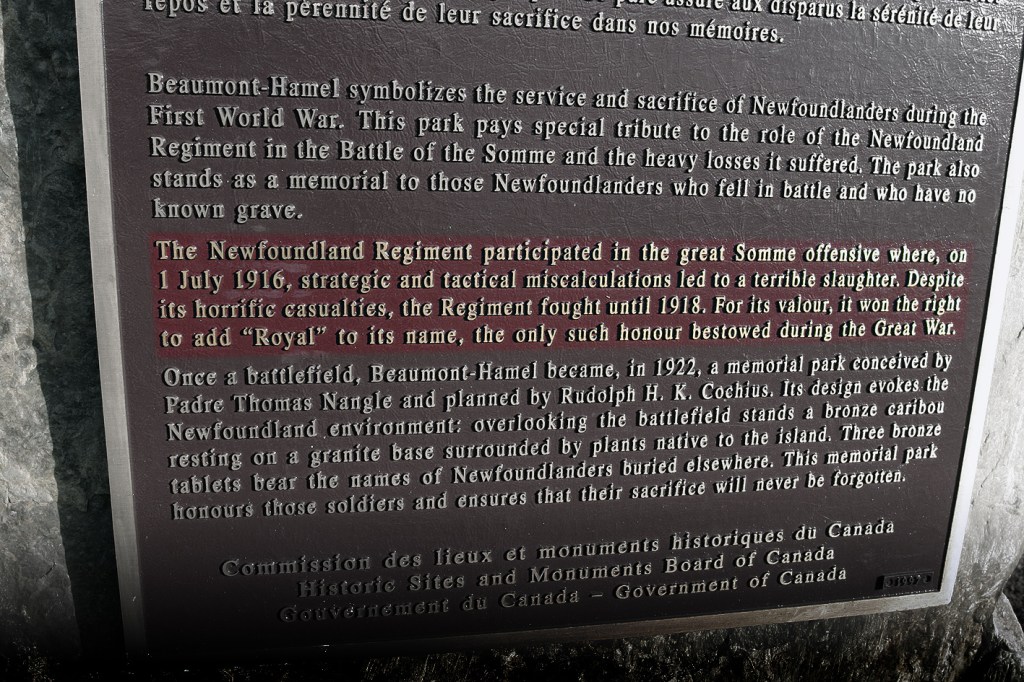 repos et la pérennité de leur sacrifice dans nos mémoires.
assure aux disparus la sérénité de leur
Beaumont-Hamel symbolizes the service and sacrifice of Newfoundlanders during the
First World War. This park pays special tribute to the role of the Newfoundland
Regiment in the Battle of the Somme and the heavy losses it suffered. The park also
stands as a memorial to those Newfoundlanders who fell in battle and who have no
known grave.
The Newfoundland Regiment participated in the great Somme offensive where, on
1 July 1916, strategic and tactical miscalculations led to a terrible slaughter. Despite
its horrific casualties, the Regiment fought until 1918. For its valour, it won the right
to add “Royal” to its name, the only such honour bestowed during the Great War.
Once a battlefield, Beaumont-Hamel became, in 1922, a memorial park conceived by
Padre Thomas Nangle and planned by Rudolph H. K. Cochius. Its design evokes the
Newfoundland environment: overlooking the battlefield stands a bronze caribou
resting on a granite base surrounded by plants native to the island. Three bronze
tablets bear the names of Newfoundlanders buried elsewhere. This memorial park
honours those soldiers and ensures that their sacrifice will never be forgotten.
Commission des lieux et monuments historiques du Canada
Historic Sites and Monuments Board of Canada
Gouvernement du Canada – Government of Canada